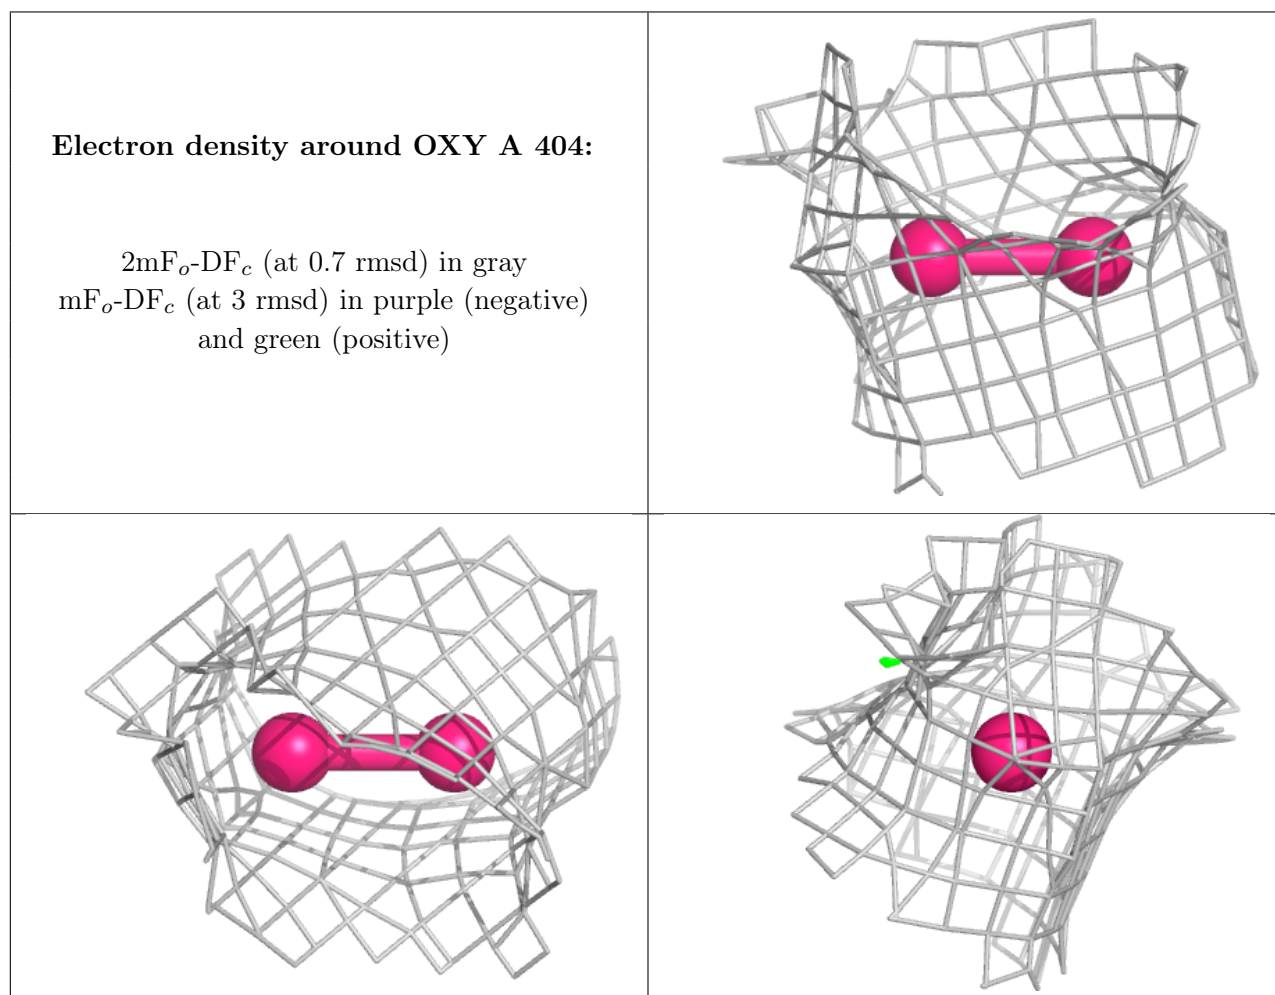 Electron density around OXY A 404:
2mFo-DFc (at 0.7 rmsd) in gray
mFo-DFc (at 3 rmsd) in purple (negative)
and green (positive)